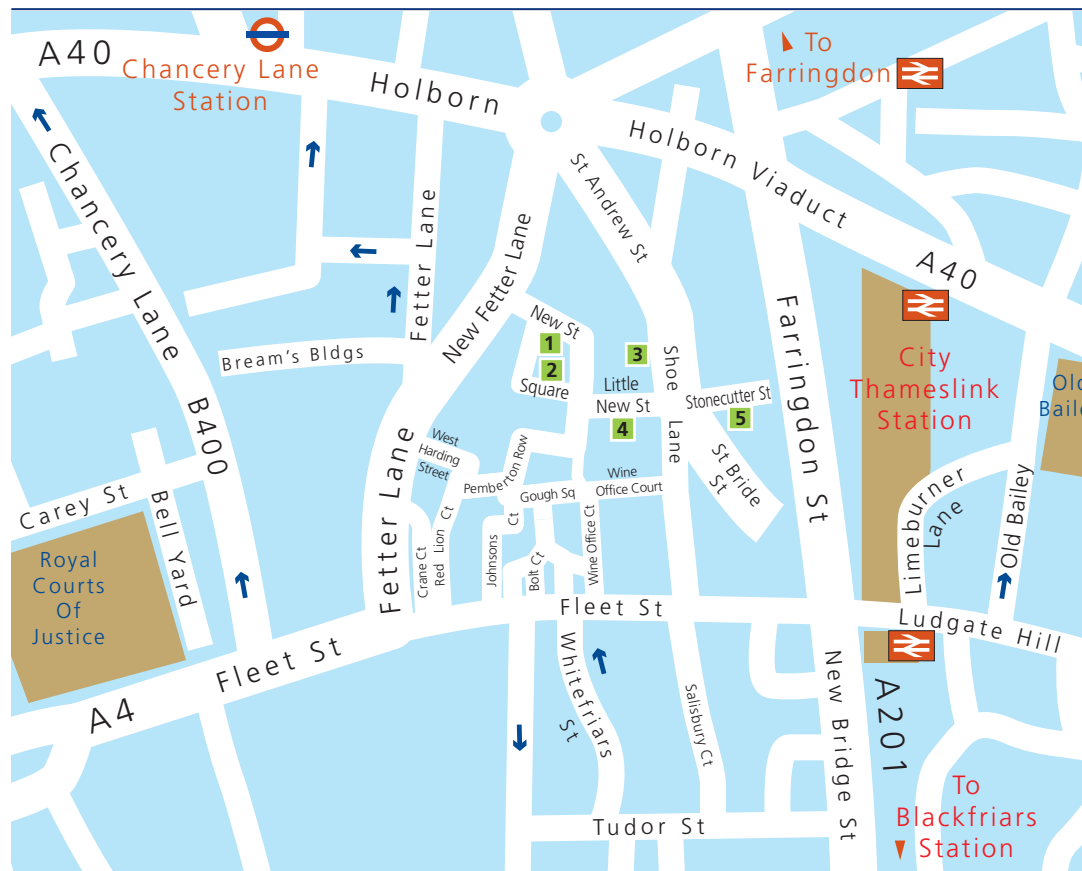 A40
Chancery Lane
Station
Holborn
To
Farringdon
Holborn Viaduct
A40
St Andrew St
Chancery Lane
B400
Fetter Lane
New Fetter Lane
Bream's Bldgs
New St
1
2
Square
3
Little
New St
4
Shoe Lane
Stonecutter St
5
St Bride
St
Farringdon St
City
Thameslink
Station
Old
Baile
Limeburner
Lane
Old Bailey
Carey St
Bell Yard
Royal
Courts
Of
Justice
Fetter Lane
West
Harding
Street
Pemberton Row
Gough Sq
Wine
Office Court
Crane Ct
Red Lion Ct
Johnsons Ct
Bolt Ct
Wine Office Ct
Fleet St
Fleet St
A4
Ludgate Hill
Whitefriars
St
Salisbury Ct
New Bridge St
A201
Tudor St
To
Blackfriars
Station